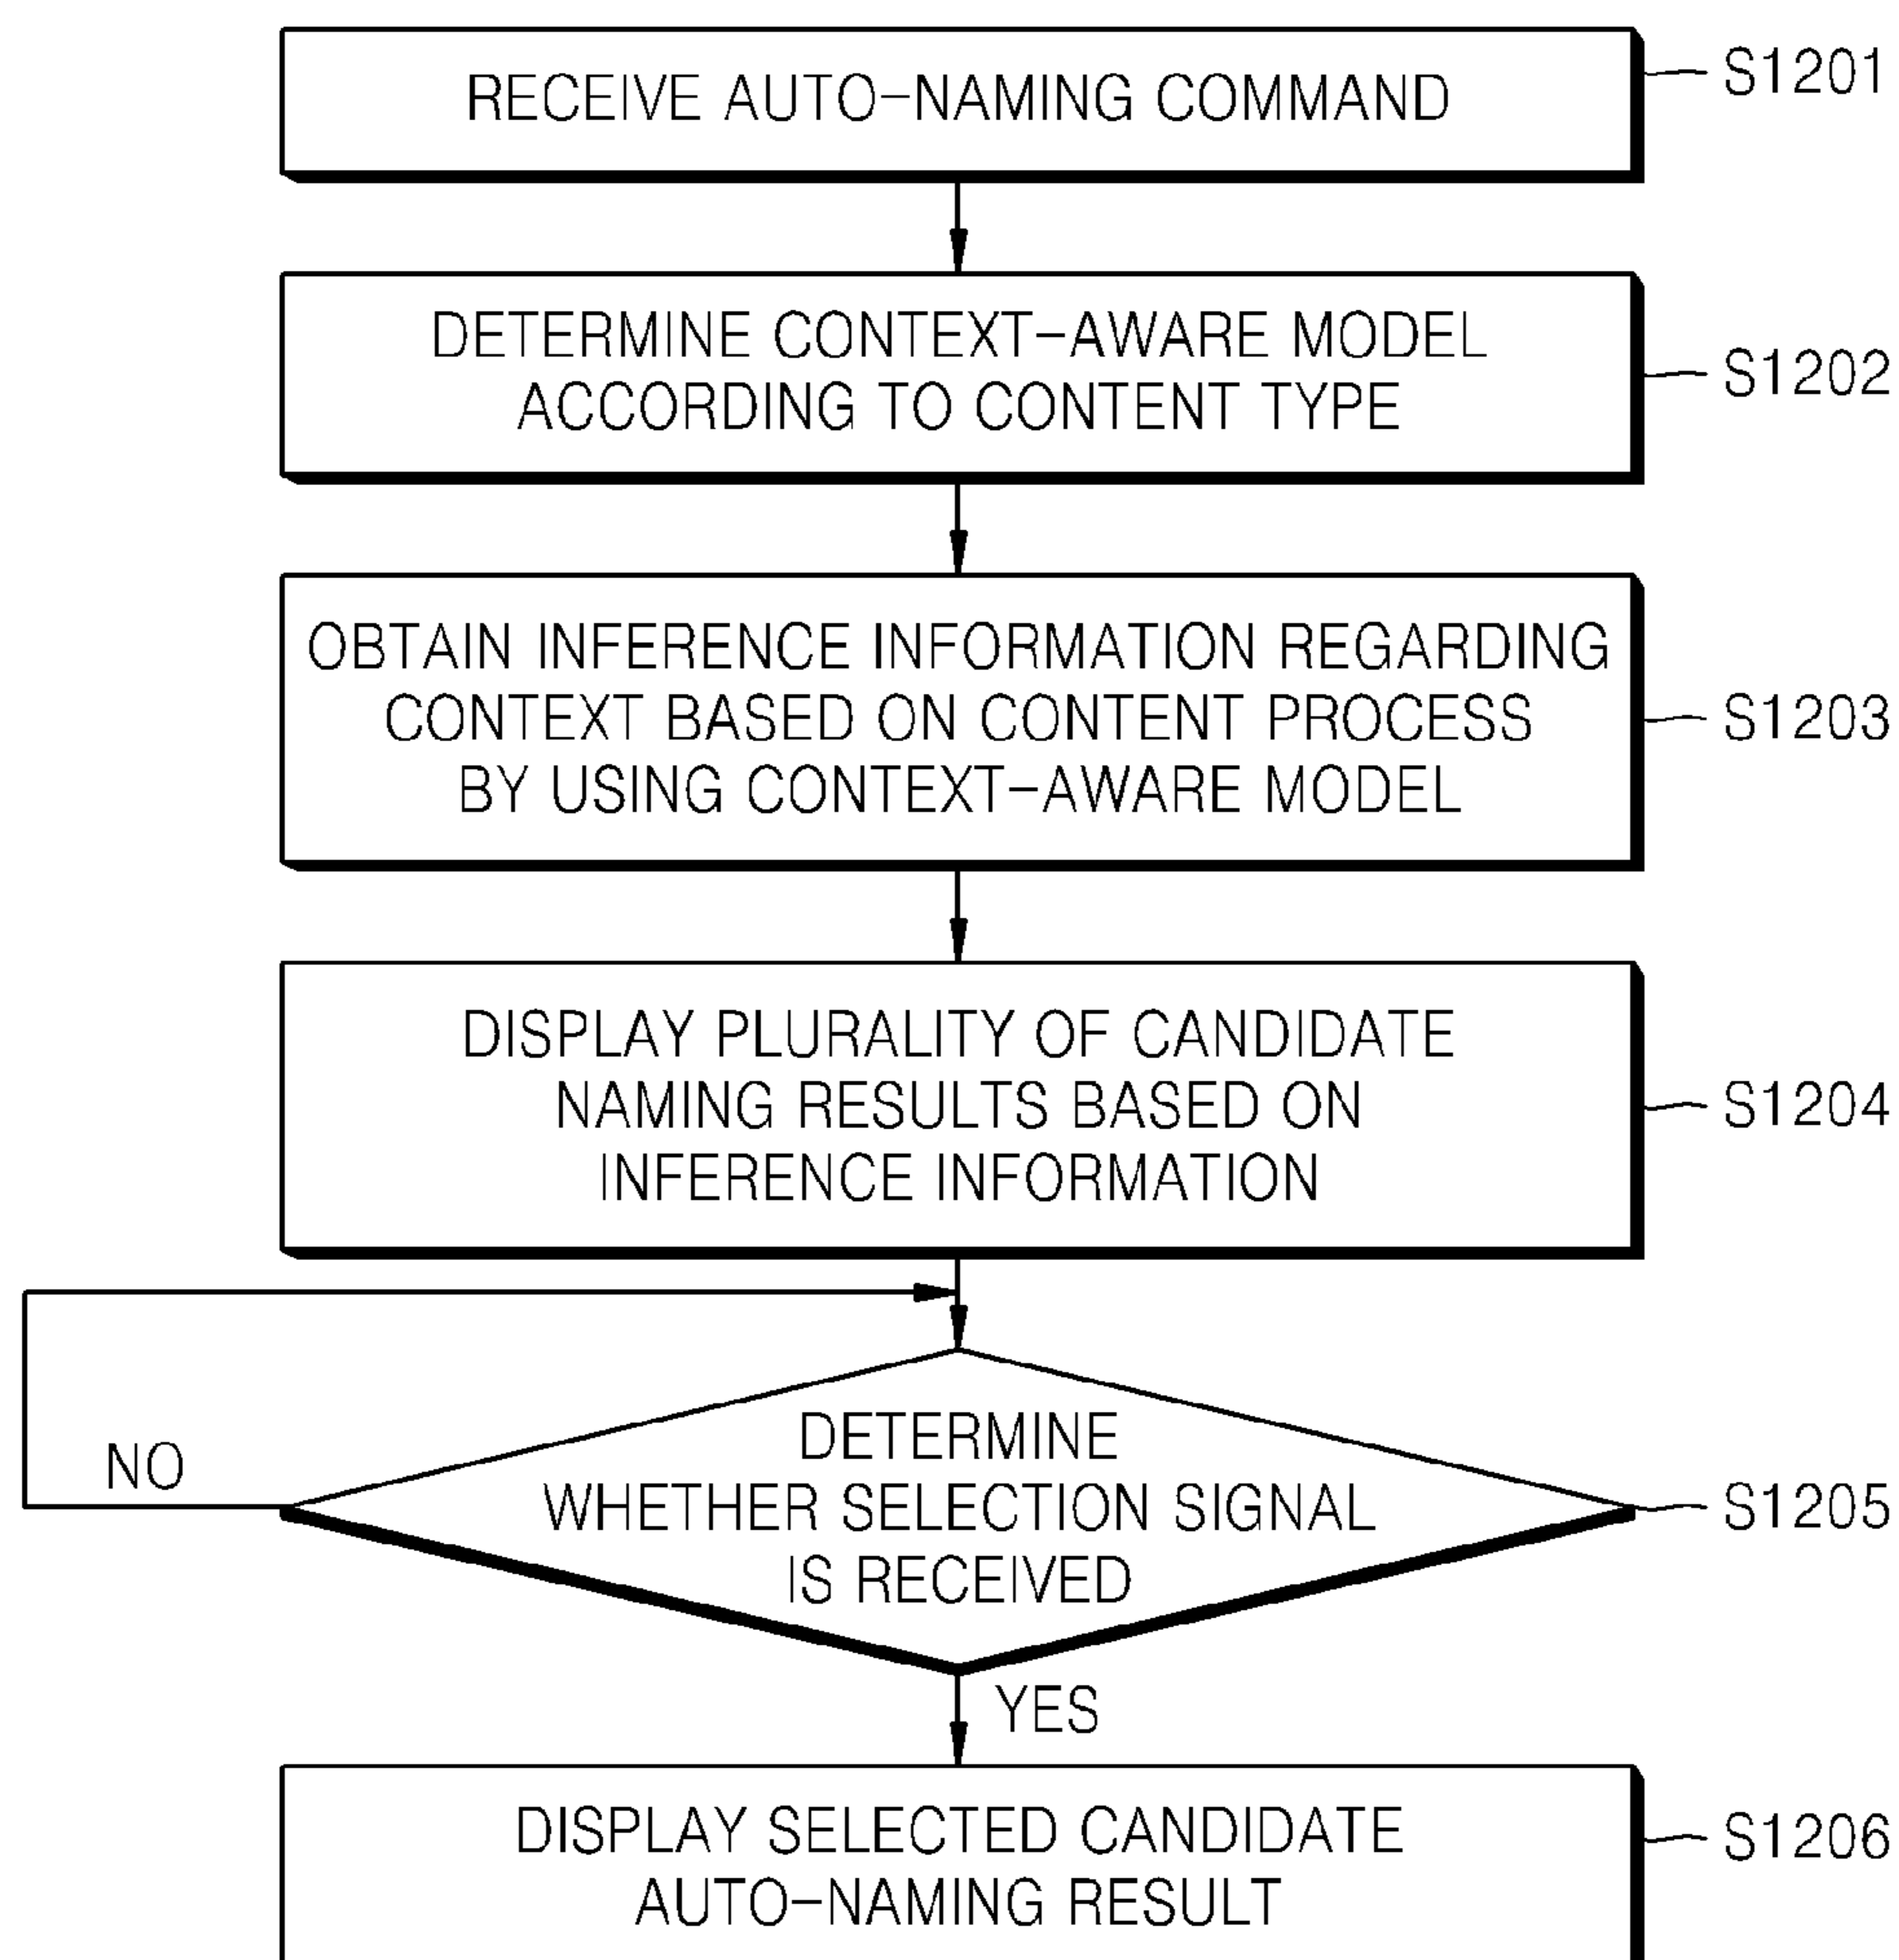 RECEIVE AUTO-NAMING COMMAND
S1201
DETERMINE CONTEXT-AWARE MODEL
ACCORDING TO CONTENT TYPE
S1202
OBTAIN INFERENCE INFORMATION REGARDING
CONTEXT BASED ON CONTENT PROCESS
BY USING CONTEXT-AWARE MODEL
S1203
DISPLAY PLURALITY OF CANDIDATE
NAMING RESULTS BASED ON
INFERENCE INFORMATION
S1204
NO
DETERMINE
WHETHER SELECTION SIGNAL
IS RECEIVED
S1205
YES
DISPLAY SELECTED CANDIDATE
AUTO-NAMING RESULT
S1206